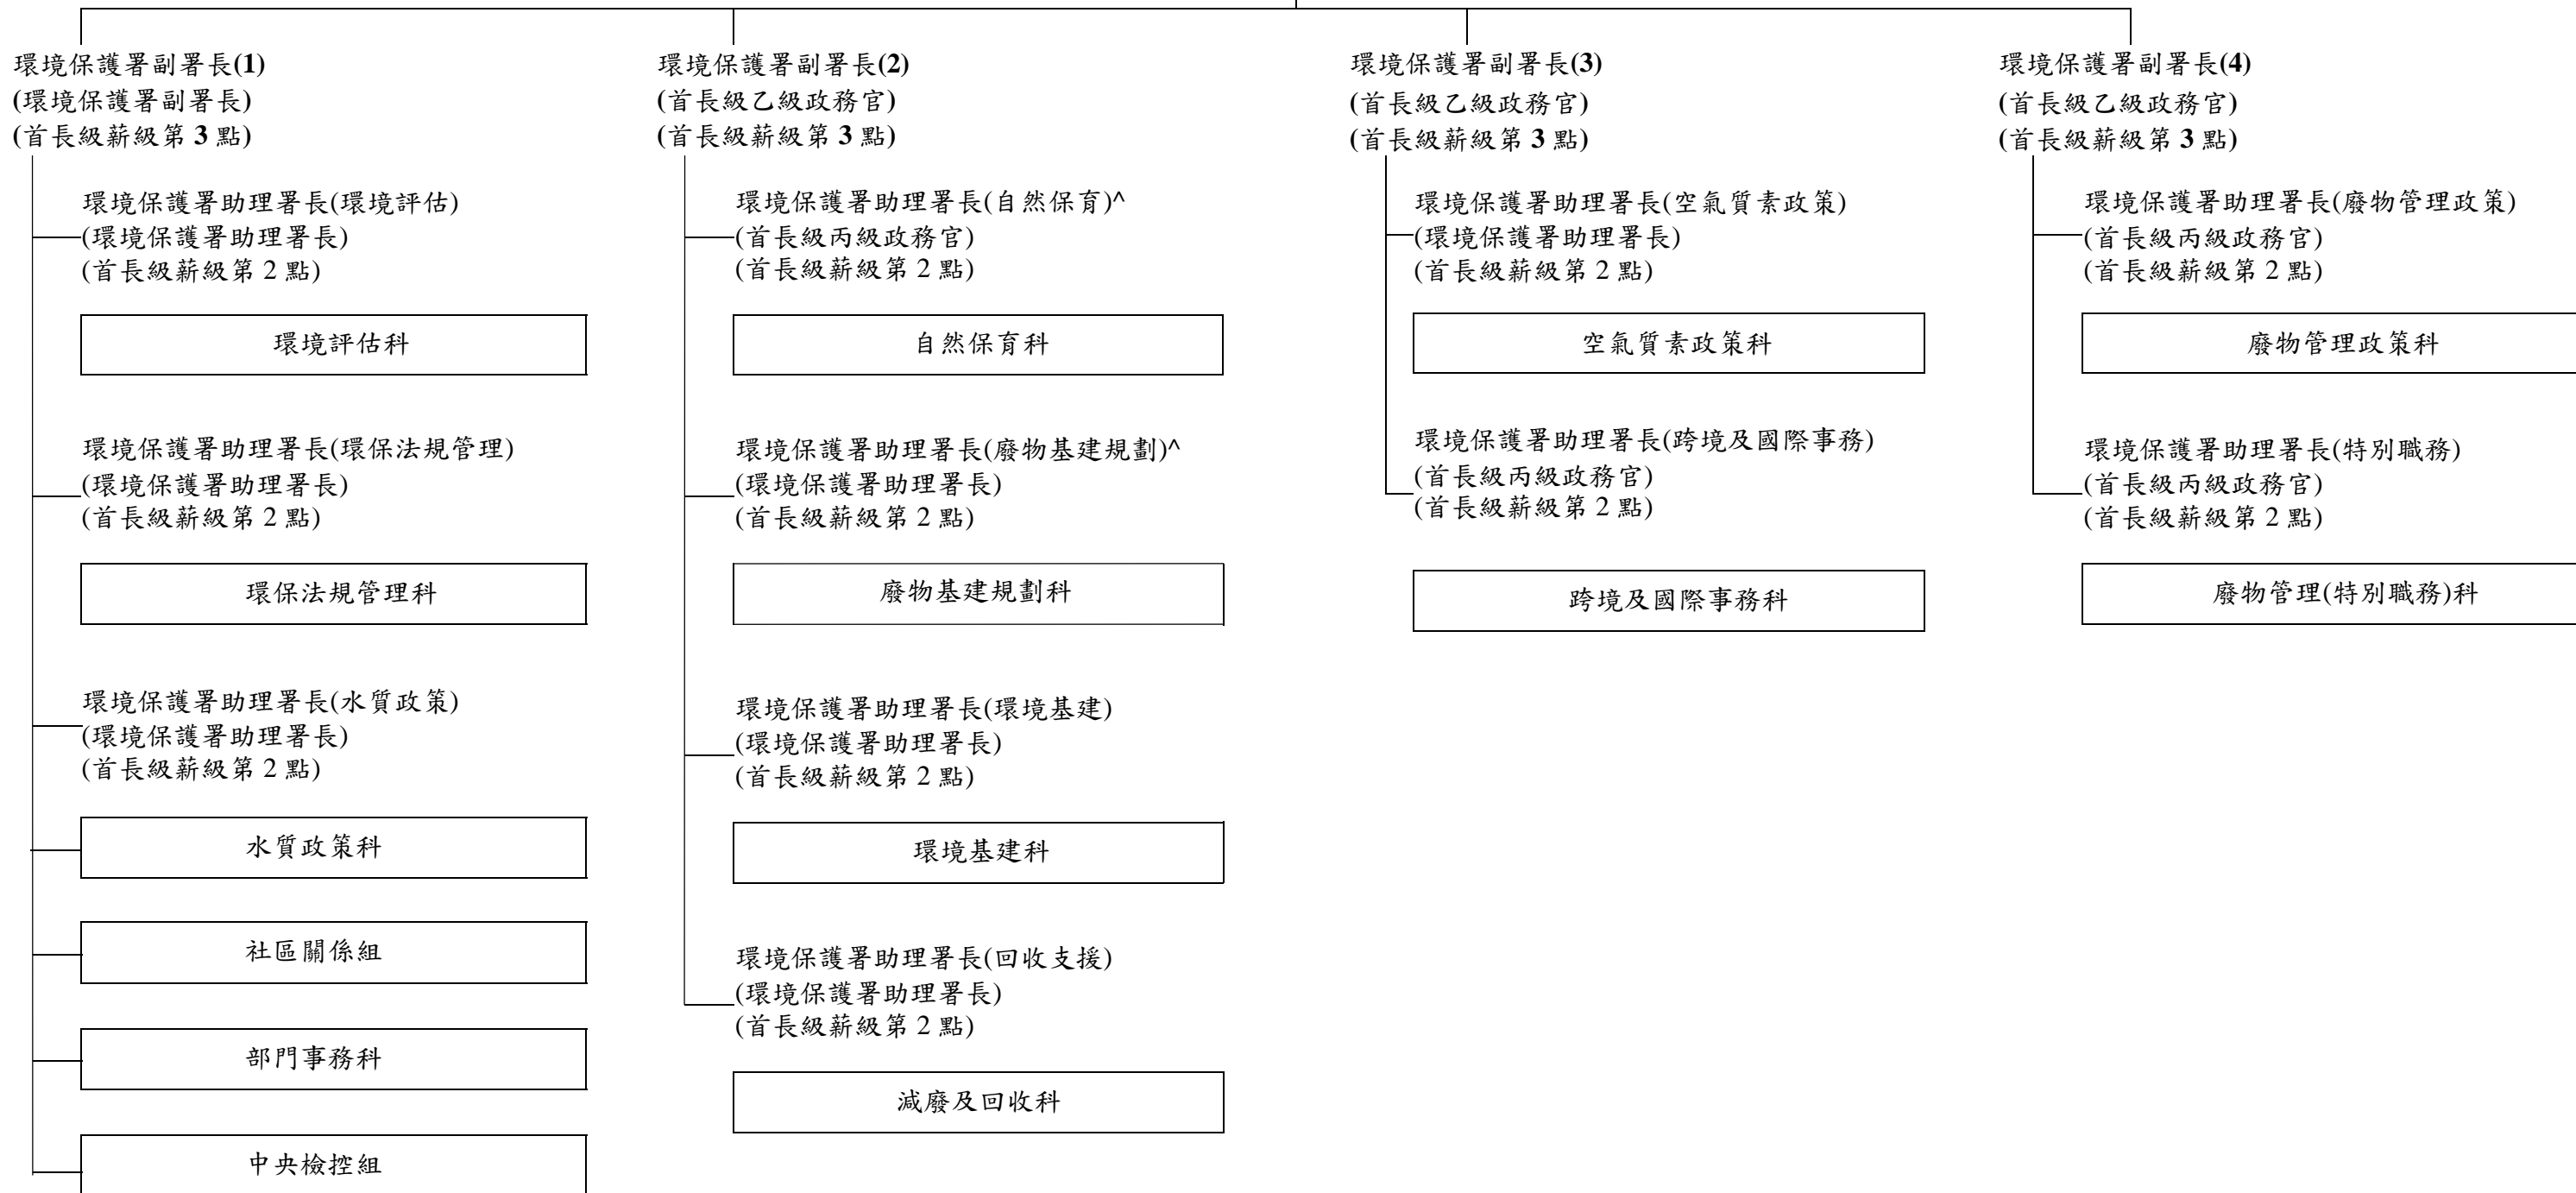 環境保護署副署長(1)
(環境保護署副署長)
(首長級薪級第 3 點)
環境保護署助理署長(環境評估)
(環境保護署助理署長)
(首長級薪級第 2 點)
環境評估科
環境保護署助理署長(環保法規管理)
(環境保護署助理署長)
(首長級薪級第 2 點)
環保法規管理科
環境保護署助理署長(水質政策)
(環境保護署助理署長)
(首長級薪級第 2 點)
水質政策科
社區關係組
部門事務科
中央檢控組
環境保護署副署長(2)
(首長級乙級政務官)
(首長級薪級第 3 點)
環境保護署助理署長(自然保育)^
(首長級丙級政務官)
(首長級薪級第 2 點)
自然保育科
環境保護署助理署長(廢物基建規劃)^
(環境保護署助理署長)
(首長級薪級第 2 點)
廢物基建規劃科
環境保護署助理署長(環境基建)
(環境保護署助理署長)
(首長級薪級第 2 點)
環境基建科
環境保護署助理署長(回收支援)
(環境保護署助理署長)
(首長級薪級第 2 點)
減廢及回收科
環境保護署副署長(3)
(首長級乙級政務官)
(首長級薪級第 3 點)
環境保護署助理署長(空氣質素政策)
(環境保護署助理署長)
(首長級薪級第 2 點)
空氣質素政策科
環境保護署助理署長(跨境及國際事務)
(首長級丙級政務官)
(首長級薪級第 2 點)
跨境及國際事務科
環境保護署副署長(4)
(首長級乙級政務官)
(首長級薪級第 3 點)
環境保護署助理署長(廢物管理政策)
(首長級丙級政務官)
(首長級薪級第 2 點)
廢物管理政策科
環境保護署助理署長(特別職務)
(首長級丙級政務官)
(首長級薪級第 2 點)
廢物管理(特別職務)科